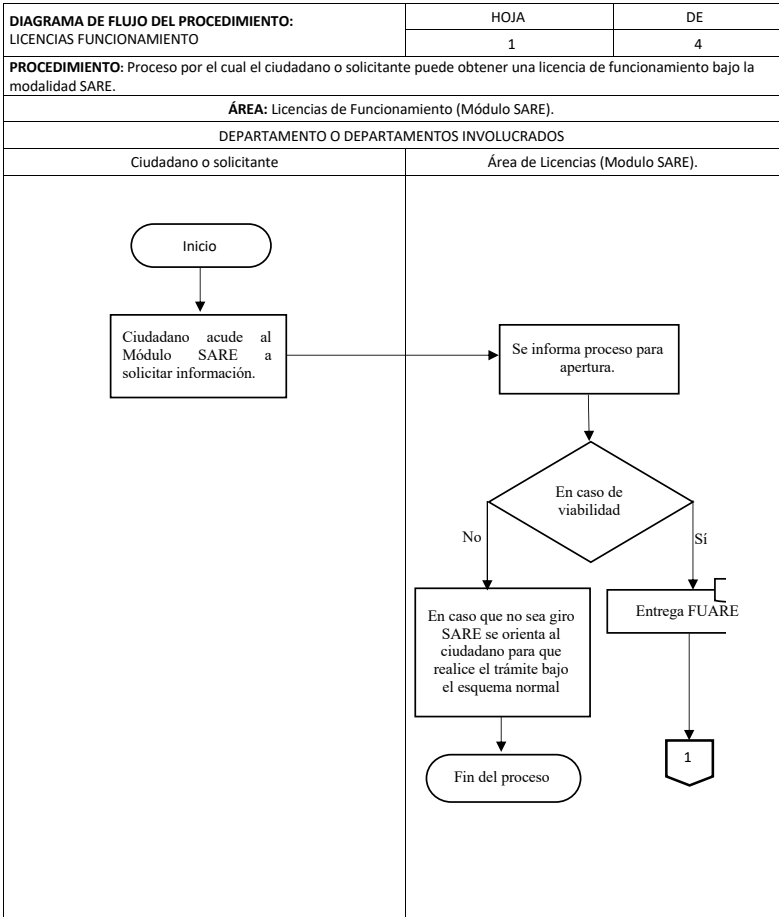 DIAGRAMA DE FLUJO DEL PROCEDIMIENTO:
LICENCIAS FUNCIONAMIENTO
HOJA
DE
1
4
PROCEDIMIENTO: Proceso por el cual el ciudadano o solicitante puede obtener una licencia de funcionamiento bajo la
modalidad SARE.
ÁREA: Licencias de Funcionamiento (Módulo SARE).
DEPARTAMENTO O DEPARTAMENTOS INVOLUCRADOS
Ciudadano o solicitante
Área de Licencias (Modulo SARE).
Inicio
Ciudadano acude al
Módulo SARE a
solicitar información.
Se informa proceso para
apertura.
En caso de
viabilidad
No
Sí
En caso que no sea giro
SARE se orienta al
ciudadano para que
realice el trámite bajo
el esquema normal
Entrega FUARE
Fin del proceso
1